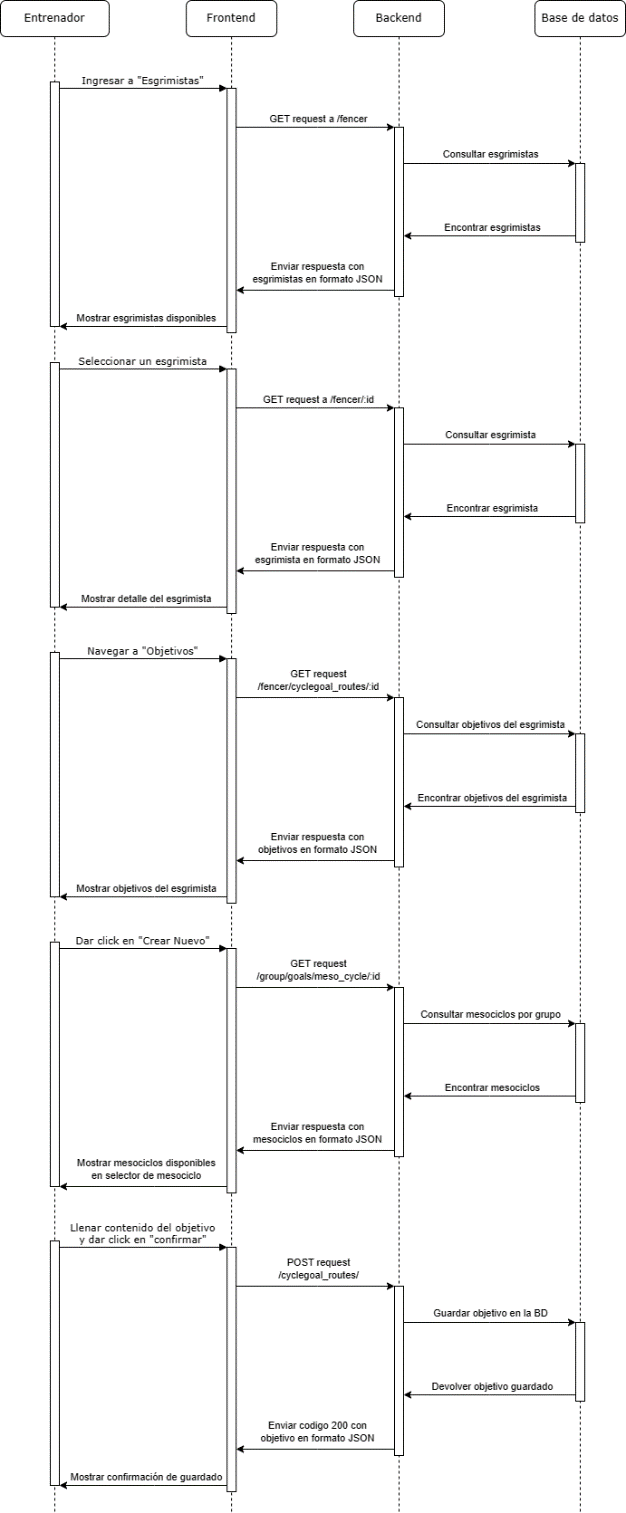 Entrenador
Frontend
Backend
Base de datos
Ingresar a "Esgrimistas"
GET request a /fencer
Consultar esgrimistas
Encontrar esgrimistas
Enviar respuesta con
esgrimistas en formato JSON
Mostrar esgrimistas disponibles
Seleccionar un esgrimista
GET request a /fencer/:id
Consultar esgrimista
Encontrar esgrimista
Enviar respuesta con
esgrimista en formato JSON
Mostrar detalle del esgrimista
Navegar a "Objetivos"
GET request
/fencer/cyclegoal_routes/:id
Consultar objetivos del esgrimista
Encontrar objetivos del esgrimista
Enviar respuesta con
objetivos en formato JSON
Mostrar objetivos del esgrimista
Dar click en "Crear Nuevo"
GET request
/group/goals/meso_cycle/:id
Consultar mesociclos por grupo
Encontrar mesociclos
Enviar respuesta con
mesociclos en formato JSON
Mostrar mesociclos disponibles
en selector de mesociclo
Llenar contenido del objetivo
y dar click en "confirmar"
POST request
/cyclegoal_routes/
Guardar objetivo en la BD
Devolver objetivo guardado
Enviar codigo 200 con
objetivo en formato JSON
Mostrar confirmación de guardado